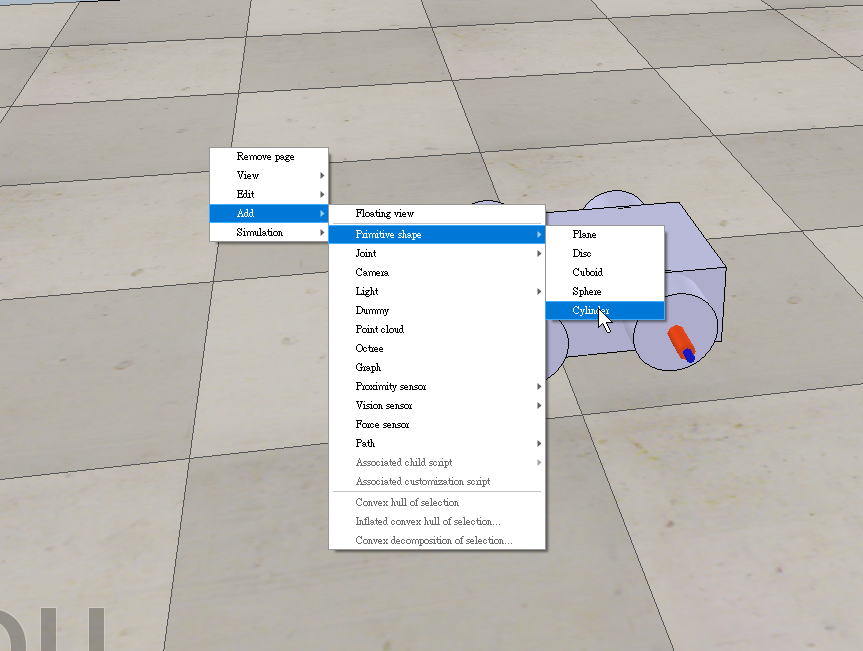 Remove page
View
Edit
Add
Simulation
Floating view
Primitive shape
Joint
Camera
Light
Dummy
Point cloud
Octree
Graph
Proximity sensor
Vision sensor
Force sensor
Path
Associated child script
Associated customization script
Convex hull of selection
Inflated convex hull of selection...
Convex decomposition of selection...
Plane
Disc
Cuboid
Sphere
Cylinder